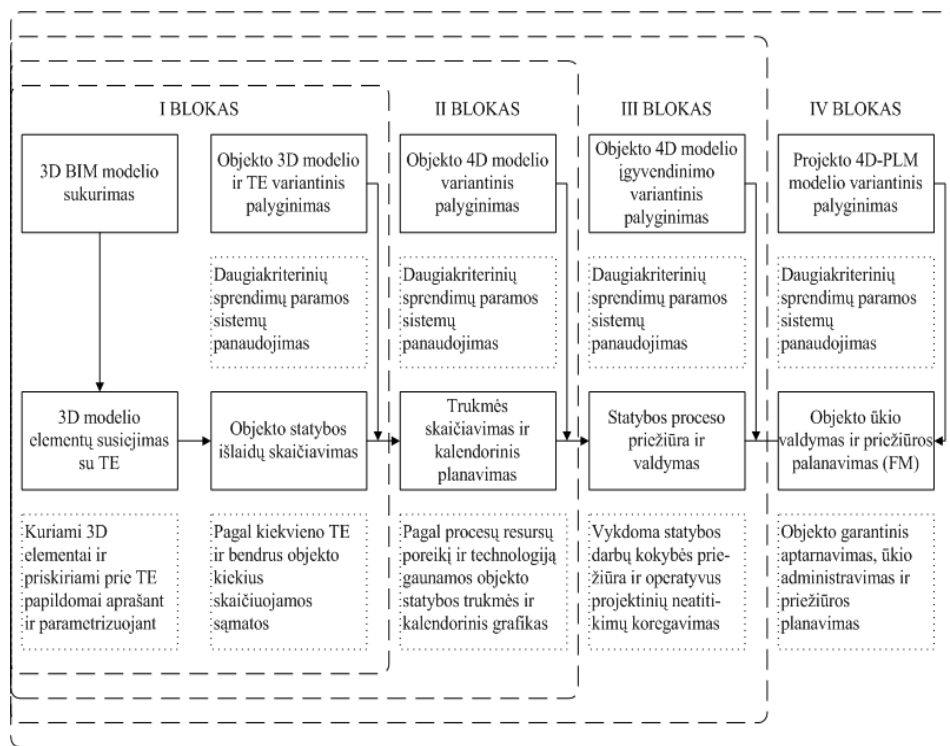 I BLOKAS
II BLOKAS
III BLOKAS
IV BLOKAS
3D BIM modelio
sukurimas
Objekto 3D modelio
ir TE variantinis
palyginimas
Objekto 4D modelio
variantinis
palyginimas
Objekto 4D modelio
įgyvendinimo
variantinis
palyginimas
Projekto 4D-PLM
modelio variantinis
palyginimas
Daugiakriterinių
sprendimų paramos
sistemų
panaudojimas
Daugiakriterinių
sprendimų paramos
sistemų
panaudojimas
Daugiakriterinių
sprendimų paramos
sistemų
panaudojimas
Daugiakriterinių
sprendimų paramos
sistemų
panaudojimas
3D modelio
elementų susiejimas
su TE
Objekto statybos
išlaidų skaičiavimas
Trukmės
skaičiavimas ir
kalendorinis
planavimas
Statybos proceso
priežiūra ir
valdymas
Objekto ūkio
valdymas ir priežiūros
palanavimas (FM)
Kuriami 3D
elementai ir
priskiriami prie TE
papildomai aprašant
ir parametrizuojant
Pagal kiekvieno TE
ir bendrus objekto
kiekius
skaičiuojamos
sąmatos
Pagal procesų resursų
poreikį ir technologiją
gaunamos objekto
statybos trukmės ir
kalendorinis grafikas
Vykdoma statybos
darbų kokybės prie-
žiūra ir operatyvus
projektinių neatiti-
kimų koregavimas
Objekto garantinis
aptarnavimas, ūkio
administravimas ir
priežiūros
planavimas